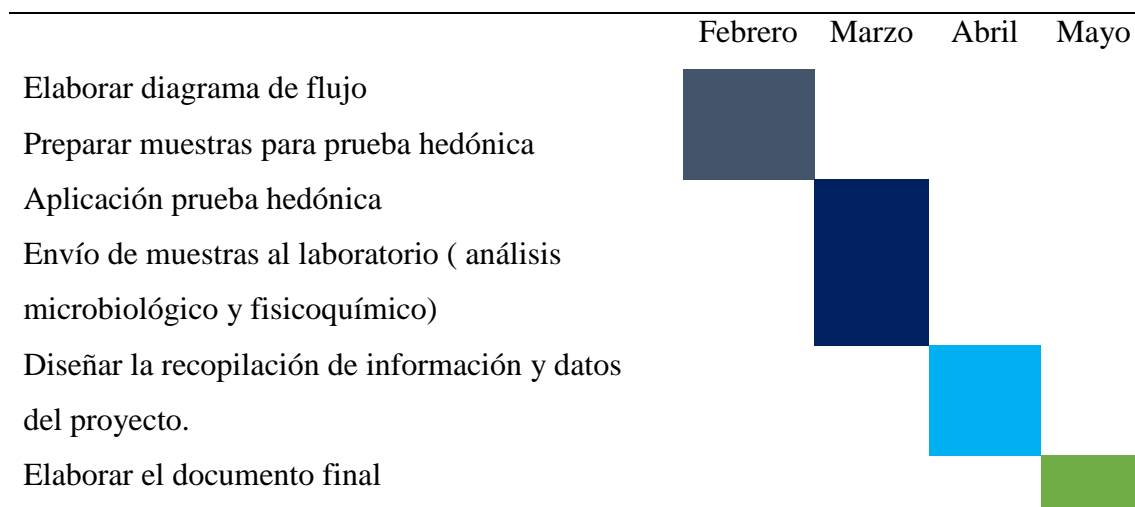 Febrero Marzo Abril Mayo
Elaborar diagrama de flujo
Preparar muestras para prueba hedónica
Aplicación prueba hedónica
Envío de muestras al laboratorio ( análisis
microbiológico y fisicoquímico)
Diseñar la recopilación de información y datos
del proyecto.
Elaborar el documento final